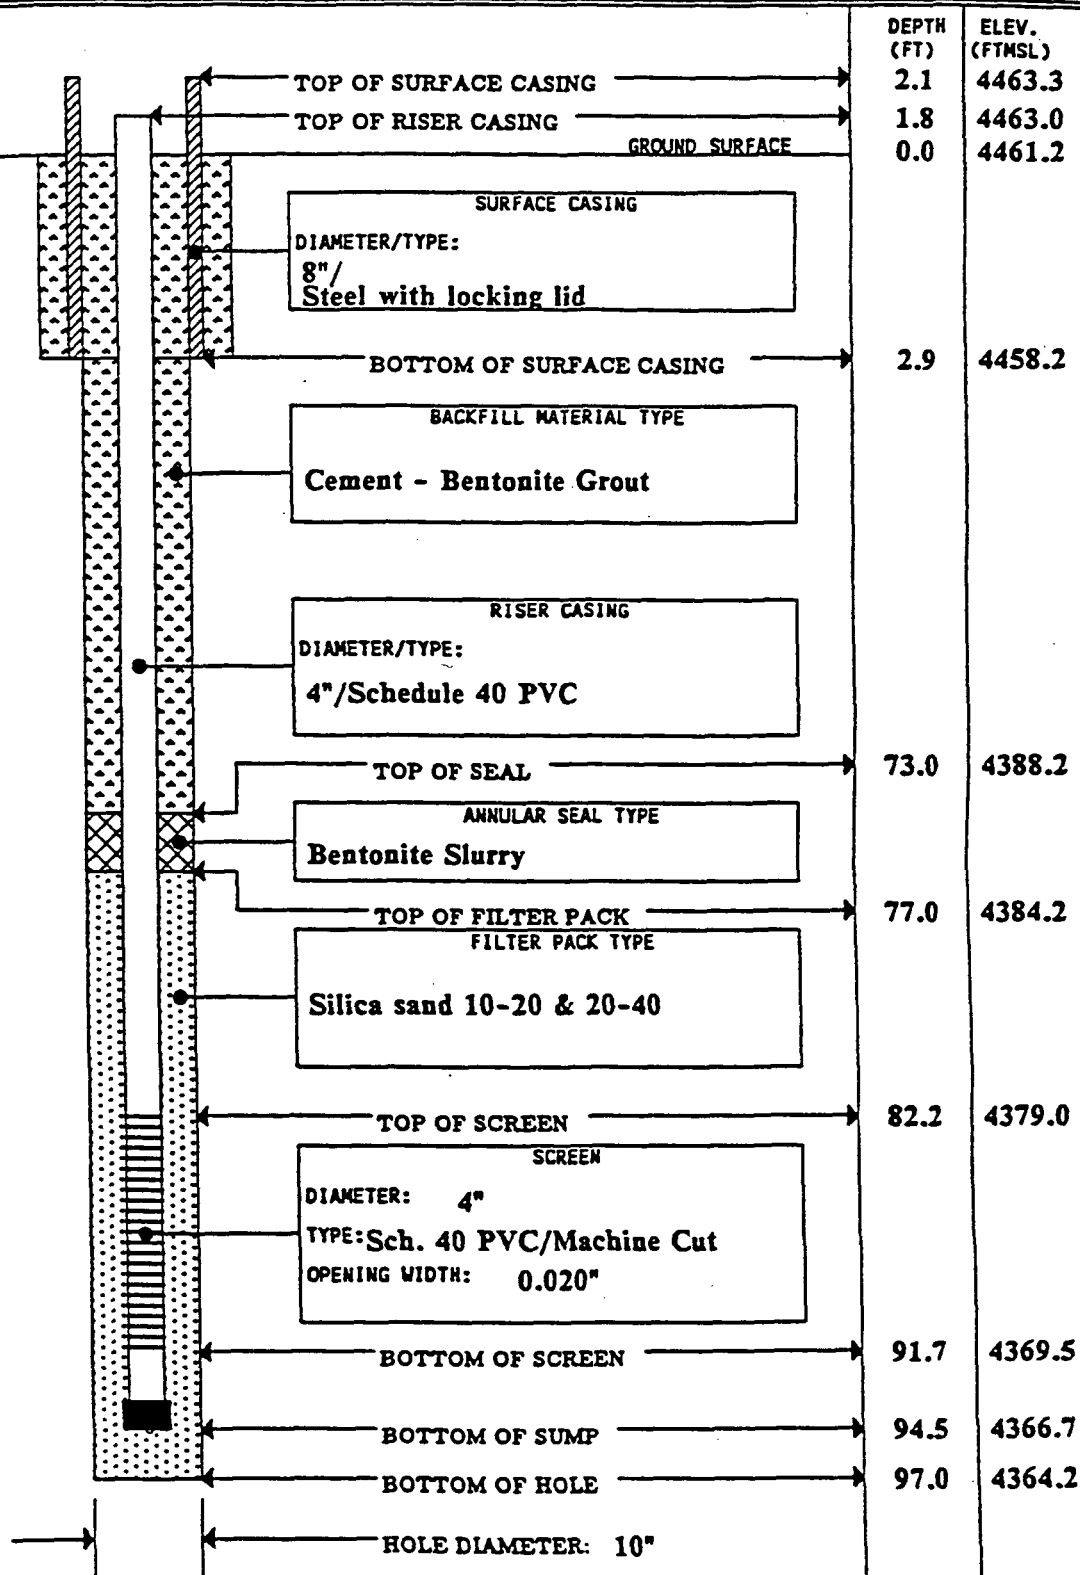 DEPTH ELEV.
(FT) (FTMSL)
TOP OF SURFACE CASING 2.1 4463.3
TOP OF RISER CASING 1.8 4463.0
GROUND SURFACE 0.0 4461.2
SURFACE CASING
DIAMETER/TYPE:
8"/
Steel with locking lid
BOTTOM OF SURFACE CASING 2.9 4458.2
BACKFILL MATERIAL TYPE
Cement - Bentonite Grout
RISER CASING
DIAMETER/TYPE:
4"/Schedule 40 PVC
TOP OF SEAL 73.0 4388.2
ANNULAR SEAL TYPE
Bentonite Slurry
TOP OF FILTER PACK 77.0 4384.2
FILTER PACK TYPE
Silica sand 10-20 & 20-40
TOP OF SCREEN 82.2 4379.0
SCREEN
DIAMETER: 4"
TYPE: Sch. 40 PVC/Machine Cut
OPENING WIDTH: 0.020"
BOTTOM OF SCREEN 91.7 4369.5
BOTTOM OF SUMP 94.5 4366.7
BOTTOM OF HOLE 97.0 4364.2
HOLE DIAMETER: 10"